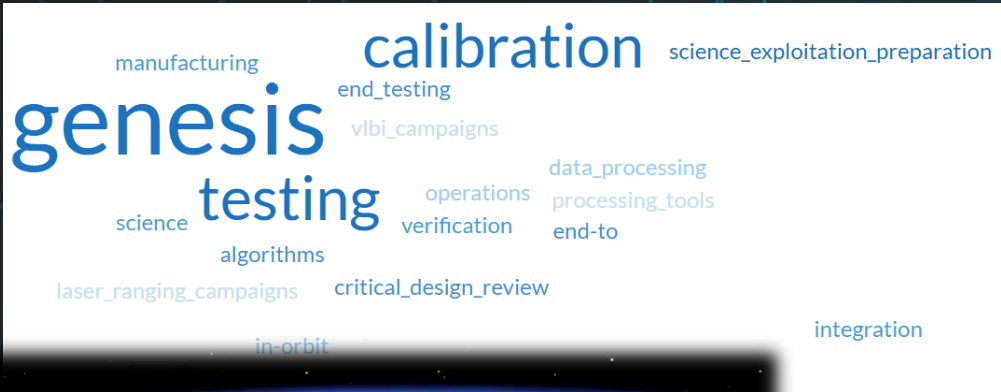 calibration
science_exploitation_preparation
manufacturing
end_testing
genesis
vlbi_campaigns
data_processing
testing
operations
processing_tools
science
verification
end-to
algorithms
laser_ranging_campaigns
critical_design_review
integration
in-orbit